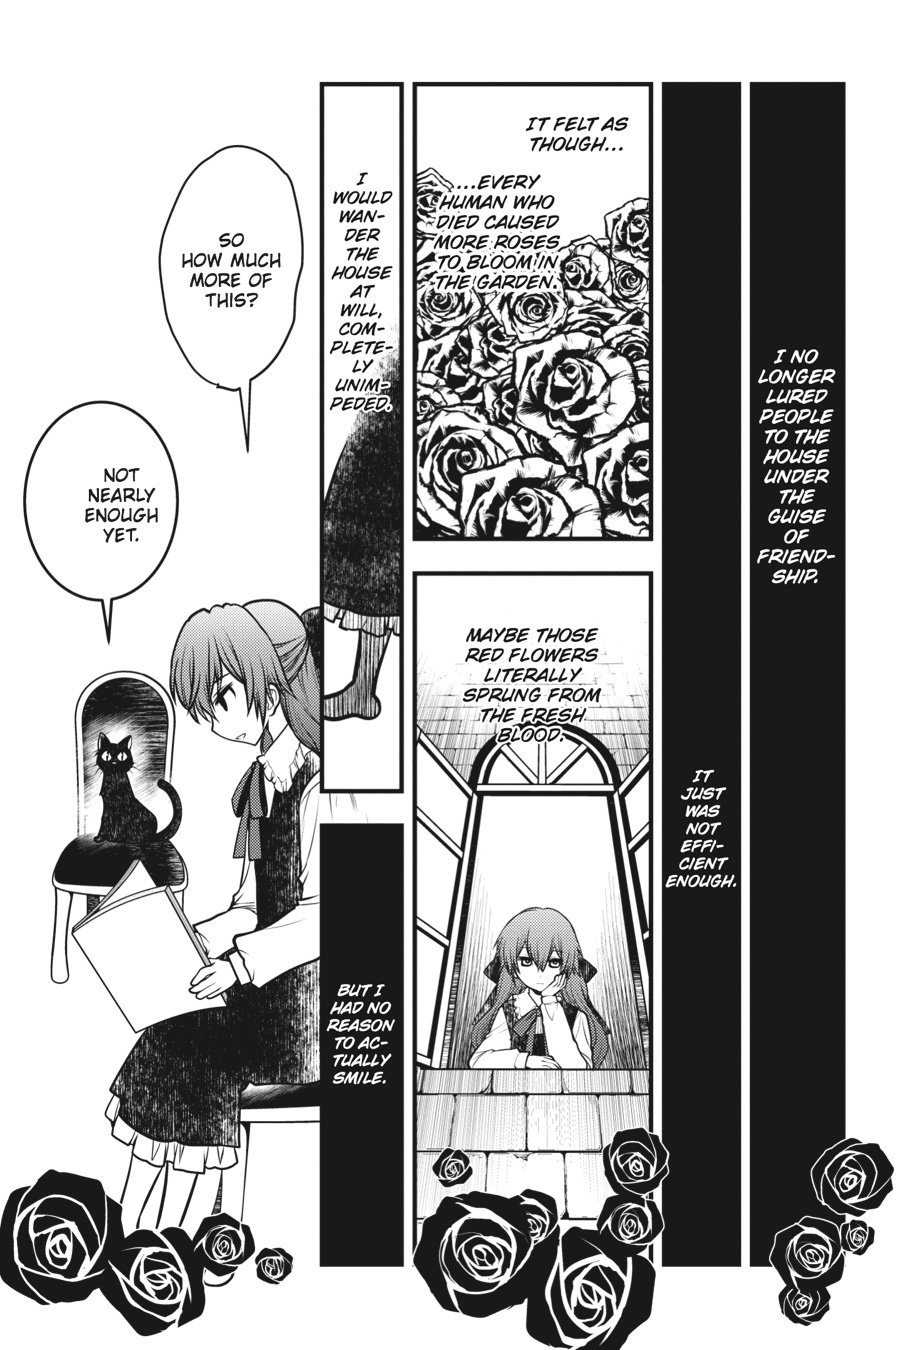 I NO
LONGER
LURED
PEOPLE
TO THE
HOUSE
UNDER
THE
GUISE
OF
FRIEND-
SHIP.
IT
JUST
WAS
NOT
EFFI-
CIENT
ENOUGH.
IT FELT AS
THOUGH...
...EVERY
HUMAN WHO
DIED CAUSED
MORE ROSES
TO BLOOM IN
THE GARDEN.
MAYBE THOSE
RED FLOWERS
LITERALLY
SPRUNG FROM
THE FRESH
BLOOD.
I
WOULD
WAN-
DER
THE
HOUSE
AT
WILL,
COM-
PLETE-
LY
UNIM-
PEDED.
BUT I
HAD NO
REASON
TO AC-
TUALLY
SMILE.
SO
HOW MUCH
MORE OF
THIS?
NOT
NEARLY
ENOUGH
YET.